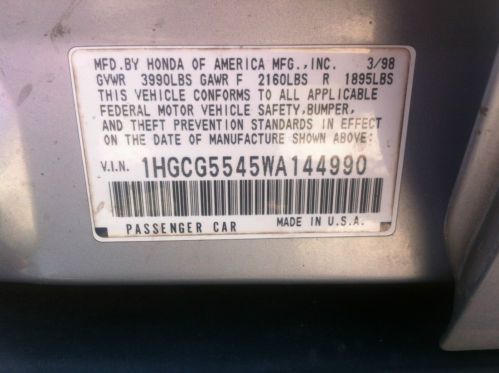 MFD.BY HONDA OF AMERICA MFG.,INC. 3/98
GVWR 3990LBS GAWR F 2160LBS R 1895LBS
THIS VEHICLE CONFORMS TO ALL APPLICABLE
FEDERAL MOTOR VEHICLE SAFETY,BUMPER,
AND THEFT PREVENTION STANDARDS IN EFFECT
ON THE DATE OF MANUFACTURE SHOWN ABOVE:
V.I.N. 1HGCG5545WA144990
PASSENGER CAR MADE IN U.S.A.